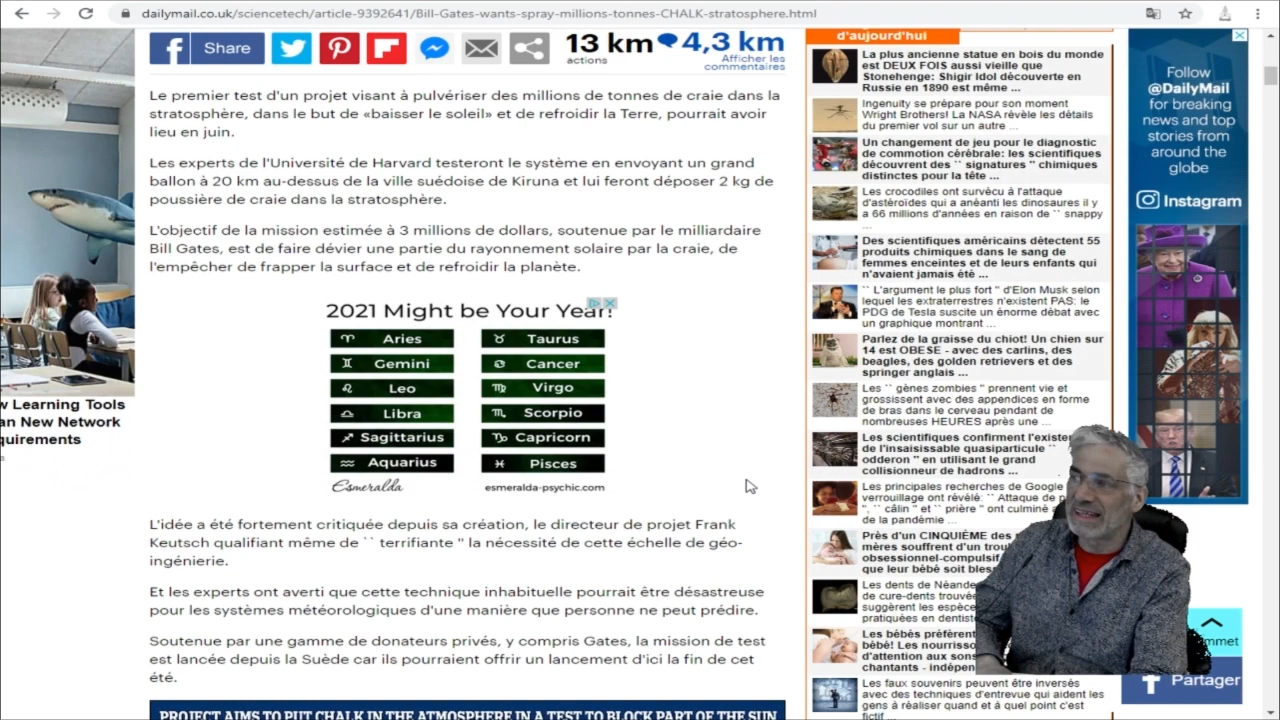 dailymail.co.uk/sciencetech/article-9392641/Bill-Gates-wants-spray-millions-tonnes-CHALK-stratosphere.html
Share
13 km
actions
4,3 km
Afficher les
commentaires
Le premier test d'un projet visant à pulvériser des millions de tonnes de craie dans la
stratosphère, dans le but de «baisser le soleil» et de refroidir la Terre, pourrait avoir
lieu en juin.
Les experts de l'Université de Harvard testeront le système en envoyant un grand
ballon à 20 km au-dessus de la ville suédoise de Kiruna et lui feront déposer 2 kg de
poussière de craie dans la stratosphère.
L'objectif de la mission estimée à 3 millions de dollars, soutenue par le milliardaire
Bill Gates, est de faire dévier une partie du rayonnement solaire par la craie, de
l'empêcher de frapper la surface et de refroidir la planète.
2021 Might be Your Year!
Aries
Taurus
Gemini
Cancer
Leo
Virgo
Libra
Scorpio
Sagittarius
Capricorn
Aquarius
Pisces
Esmeralda
esmeralda-psychic.com
L'idée a été fortement critiquée depuis sa création, le directeur de projet Frank
Keutsch qualifiant même de `` terrifiante '' la nécessité de cette échelle de géo-
ingénierie.
Et les experts ont averti que cette technique inhabituelle pourrait être désastreuse
pour les systèmes météorologiques d'une manière que personne ne peut prédire.
Soutenue par une gamme de donateurs privés, y compris Gates, la mission de test
est lancée depuis la Suède car ils pourraient offrir un lancement d'ici la fin de cet
été.
PROJECT AIMS TO PUT CHALK IN THE ATMOSPHERE IN A TEST TO BLOCK PART OF THE SUN
w Learning Tools
an New Network
quirements
s
d'aujourd'hui
La plus ancienne statue en bois du monde
est DEUX FOIS aussi vieille que
Stonehenge: Shigir Idol découverte en
Russie en 1890 est même ...
Ingenuity se prépare pour son moment
Wright Brothers! La NASA révèle les détails
du premier vol sur un autre ...
Un changement de jeu pour le diagnostic
de commotion cérébrale: les scientifiques
découvrent des `` signatures '' chimiques
distinctes pour la tête ...
Les crocodiles ont survécu à l'attaque
d'astéroïdes qui a anéanti les dinosaures il y
a 66 millions d'années en raison de `` snappy
...
Des scientifiques américains détectent 55
produits chimiques dans le sang de
femmes enceintes et de leurs enfants qui
n'avaient jamais été ...
`` L'argument le plus fort '' d'Elon Musk selon
lequel les extraterrestres n'existent PAS: le
PDG de Tesla suscite un énorme débat avec
un graphique montrant ...
Parlez de la graisse du chiot! Un chien sur
14 est OBESE - avec des carlins, des
beagles, des golden retrievers et des
springer anglais ...
Les `` gènes zombies '' prennent vie et
grossissent avec des appendices en forme
de bras dans le cerveau pendant de
nombreuses HEURES après une ...
Les scientifiques confirment l'exister
de l'insaisissable quasiparticule ``
odderon '' en utilisant le grand
collisionneur de hadrons ...
Les principales recherches de Google
verrouillage ont révélé: `` Attaque de p
'', `` câlin '' et `` prière '' ont culminé
de la pandémie ...
Près d'un CINQUIÈME des
mères souffrent d'un trou
obsessionnel-compulsif
que leur bébé soit bles
Les dents de Néande
de cure-dents trouvée
suggèrent les espèce
pratiquées en dentiste
Les bébés préfèrent
bébé! Les nourrisso
d'attention aux sons
chantants - indépen
Les faux souvenirs peuvent être inversés
avec des techniques d'entrevue qui aident les
gens à réaliser quand et à quel point c'est
fictif ...
Follow
@DailyMail
for breaking
news and top
stories from
around the
globe
Instagram
mmet
Partager